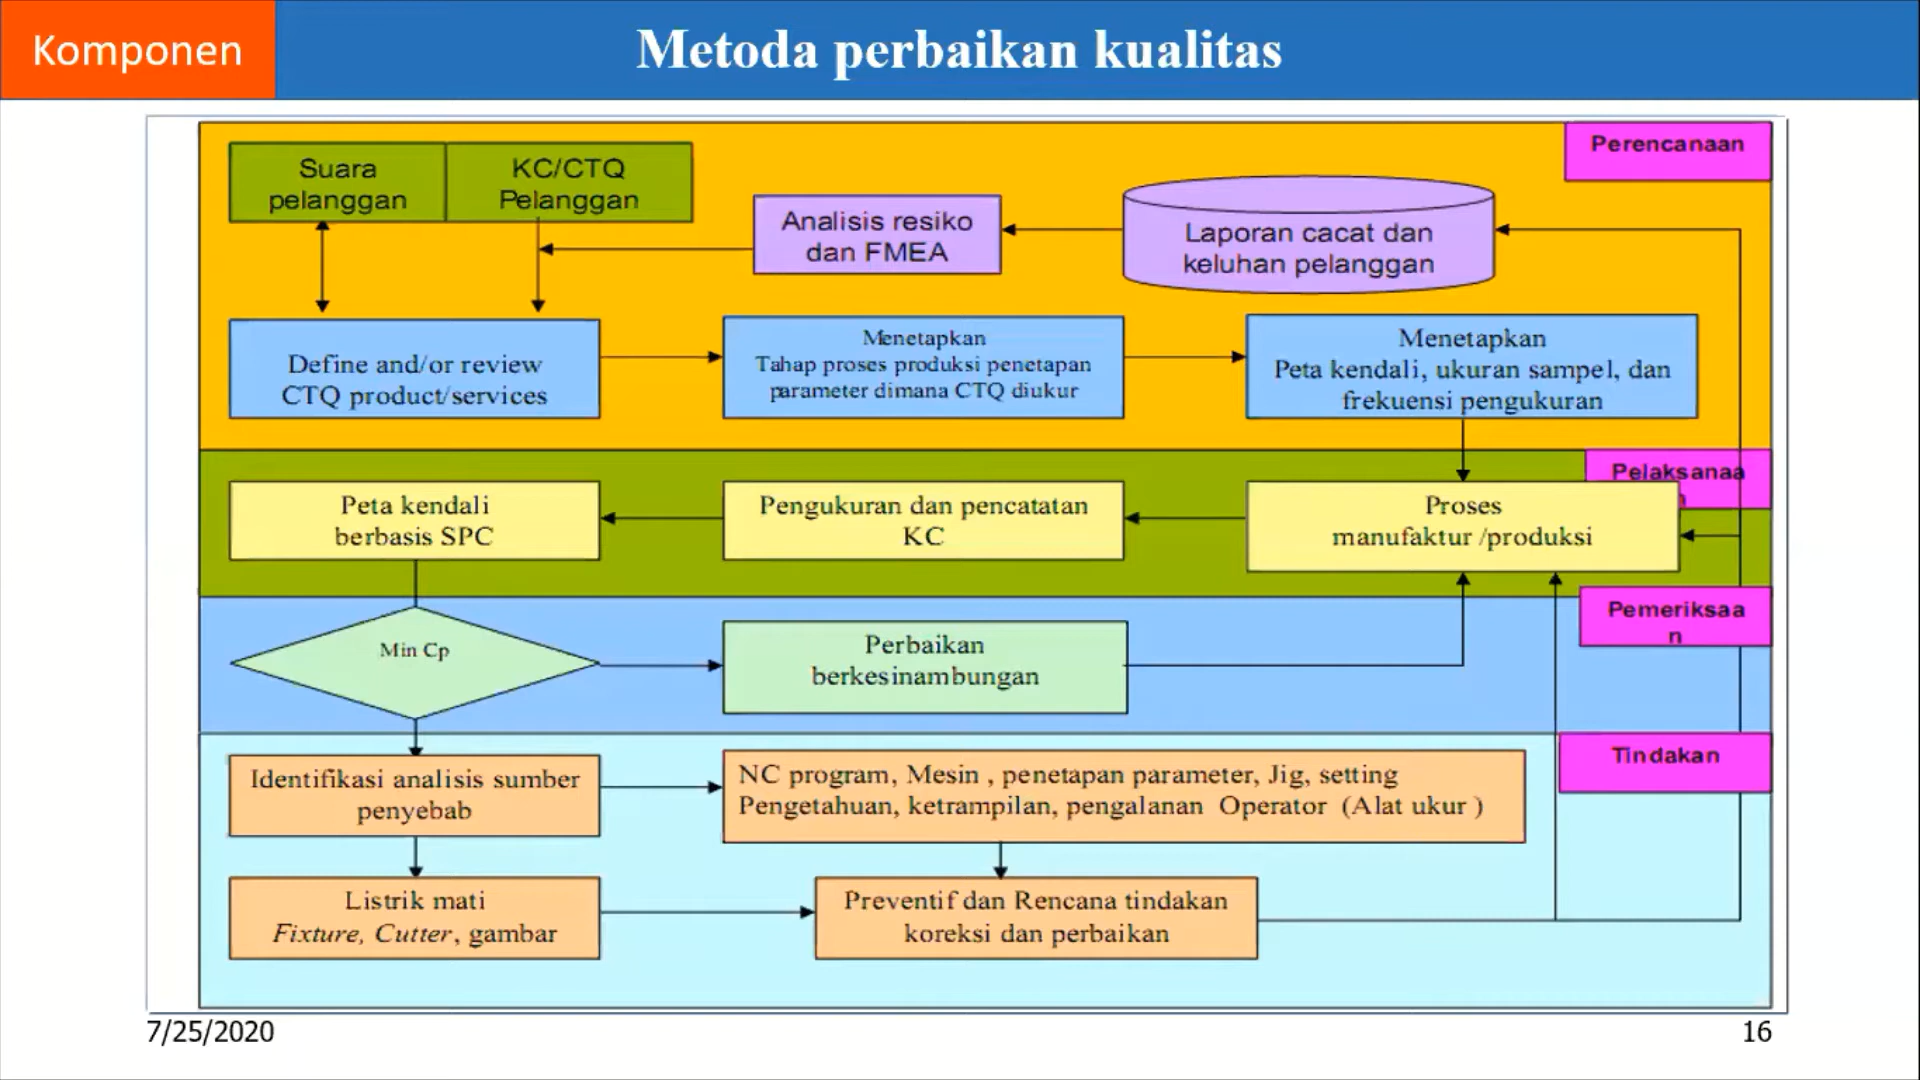 Komponen
Metoda perbaikan kualitas
Perencanaan
Suara
pelanggan
KC/CTQ
Pelanggan
Analisis resiko
dan FMEA
Laporan cacat dan
keluhan pelanggan
Define and/or review
CTQ product/services
Menetapkan
Tahap proses produksi penetapan
parameter dimana CTQ diukur
Menetapkan
Peta kendali, ukuran sampel, dan
frekuensi pengukuran
Pelaksanaa
n
Peta kendali
berbasis SPC
Pengukuran dan pencatatan
KC
Proses
manufaktur /produksi
Pemeriksaa
n
Min Cp
Perbaikan
berkesinambungan
Tindakan
Identifikasi analisis sumber
penyebab
NC program, Mesin , penetapan parameter, Jig, setting
Pengetahuan, ketrampilan, pengalanan Operator (Alat ukur )
Listrik mati
Fixture, Cutter, gambar
Preventif dan Rencana tindakan
koreksi dan perbaikan
7/25/2020
16